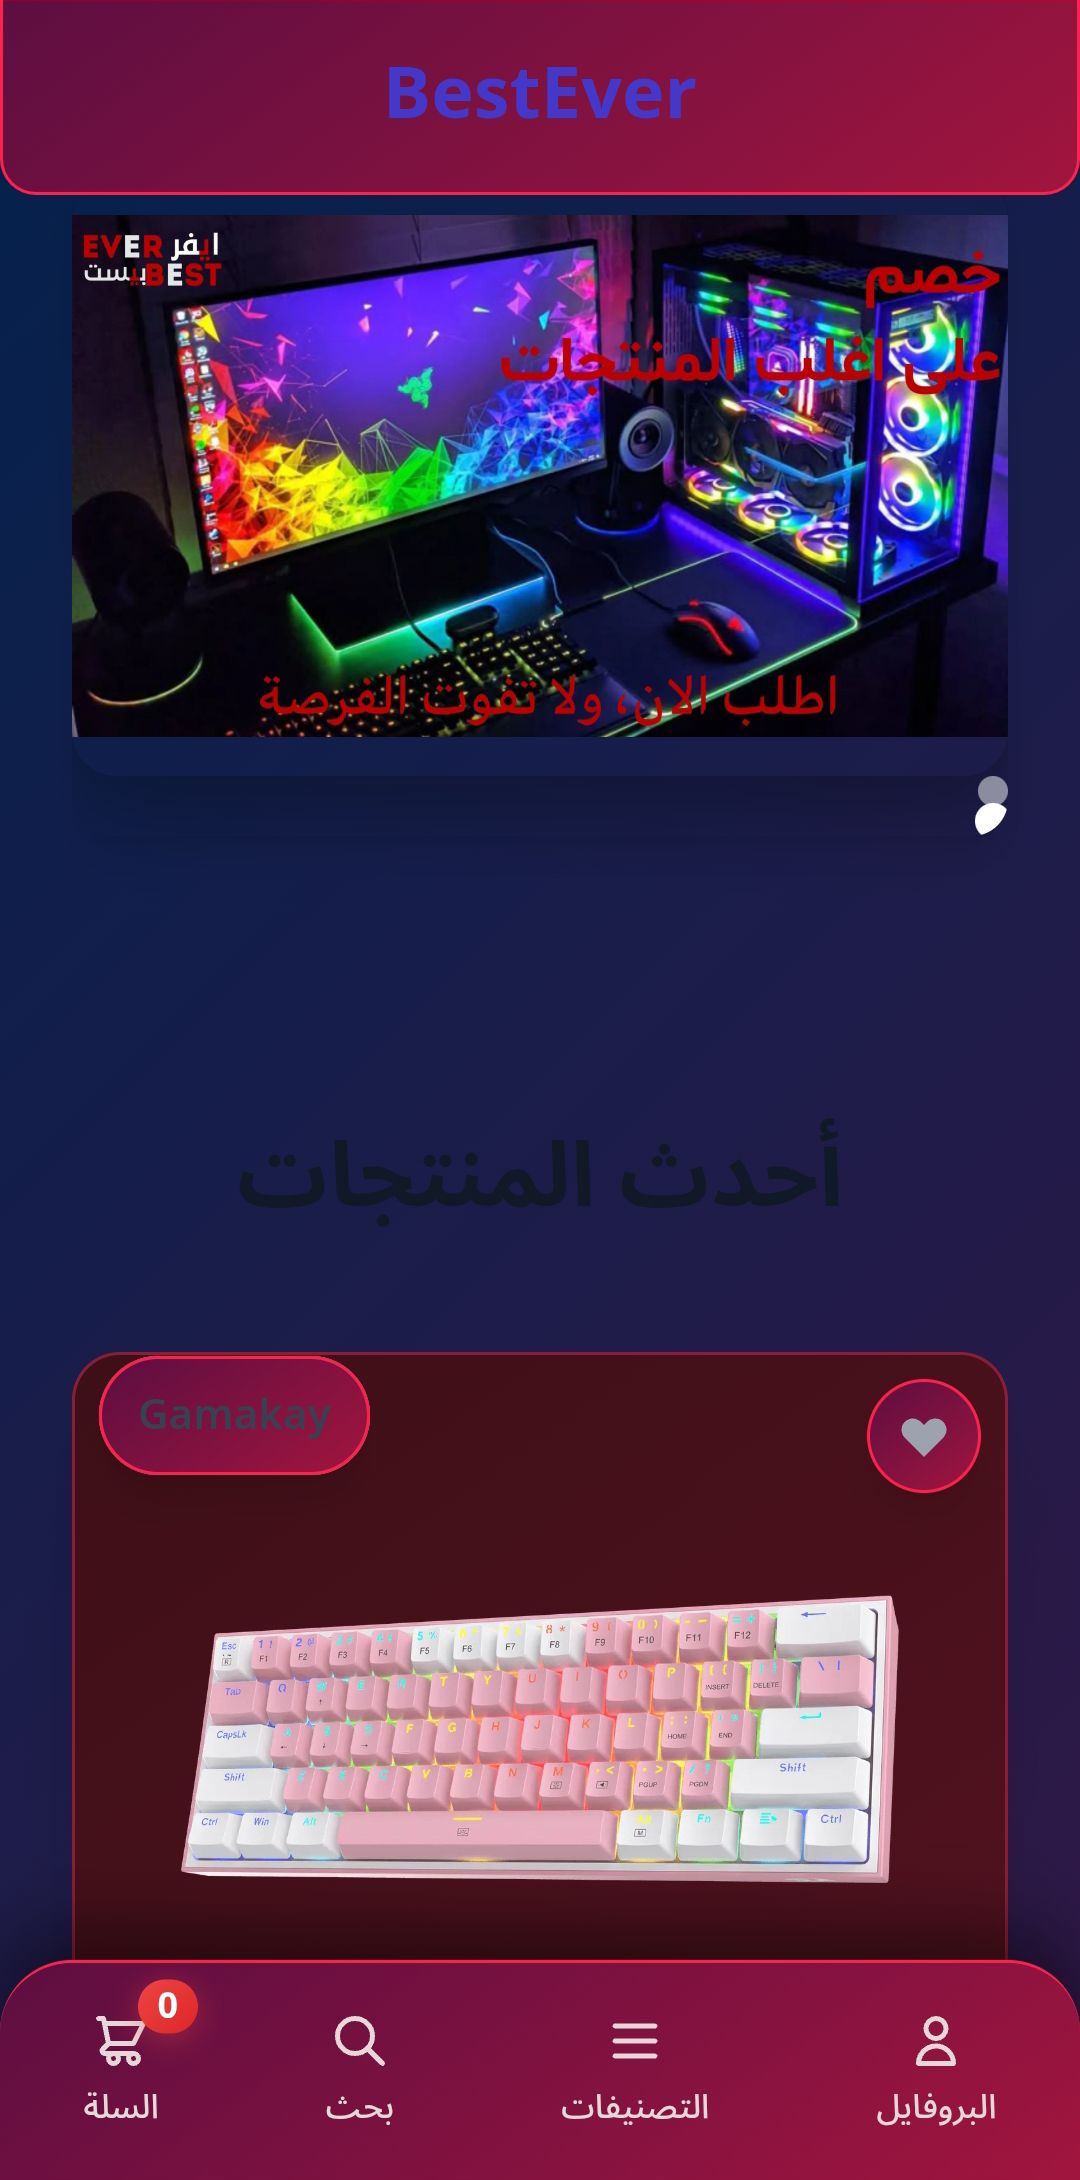 BestEver
EVER ايفر
بيست BEST
خصم
على اغلب المنتجات
اطلب الان، ولا تفوت الفرصة
أحدث المنتجات
Gamakay
Esc F1 F2 F3 F4 F5 F6 F7 F8 F9 F10 F11 F12
Tab Q T Y U I O P INSERT DELETE
CapsLk F G H J K L HOME END
Shift V B N M PGUP PGDN Shift
Ctrl Win Alt Fn Ctrl
0
البروفايل
التصنيفات
بحث
السلة